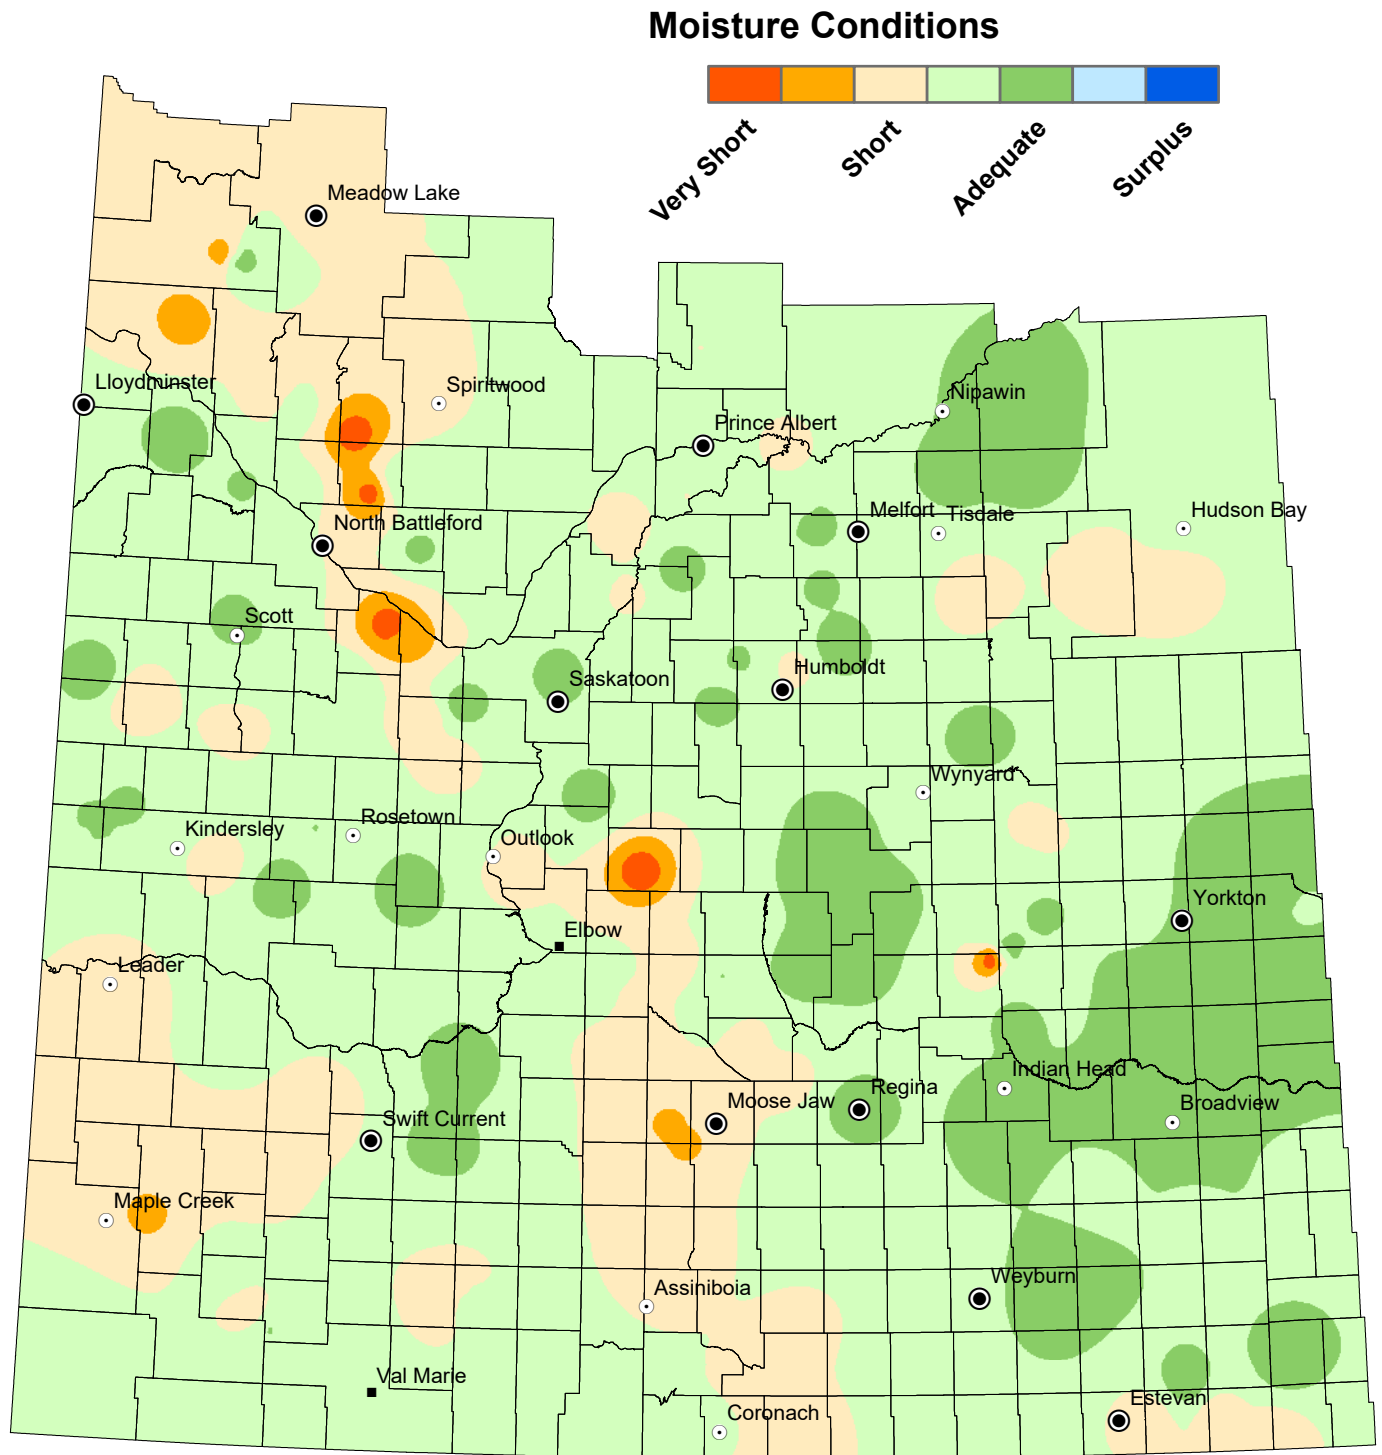 Moisture Conditions
Very Short
Short
Adequate
Surplus
Meadow Lake
Lloydminster
Spiritwood
Nipawin
Prince Albert
North Battleford
Melfort
Tisdale
Hudson Bay
Scott
Saskatoon
Humboldt
Wynyard
Kindersley
Rosetown
Outlook
Yorkton
Elbow
Leader
Indian Head
Regina
Moose Jaw
Broadview
Swift Current
Maple Creek
Weyburn
Assiniboia
Val Marie
Coronach
Estevan